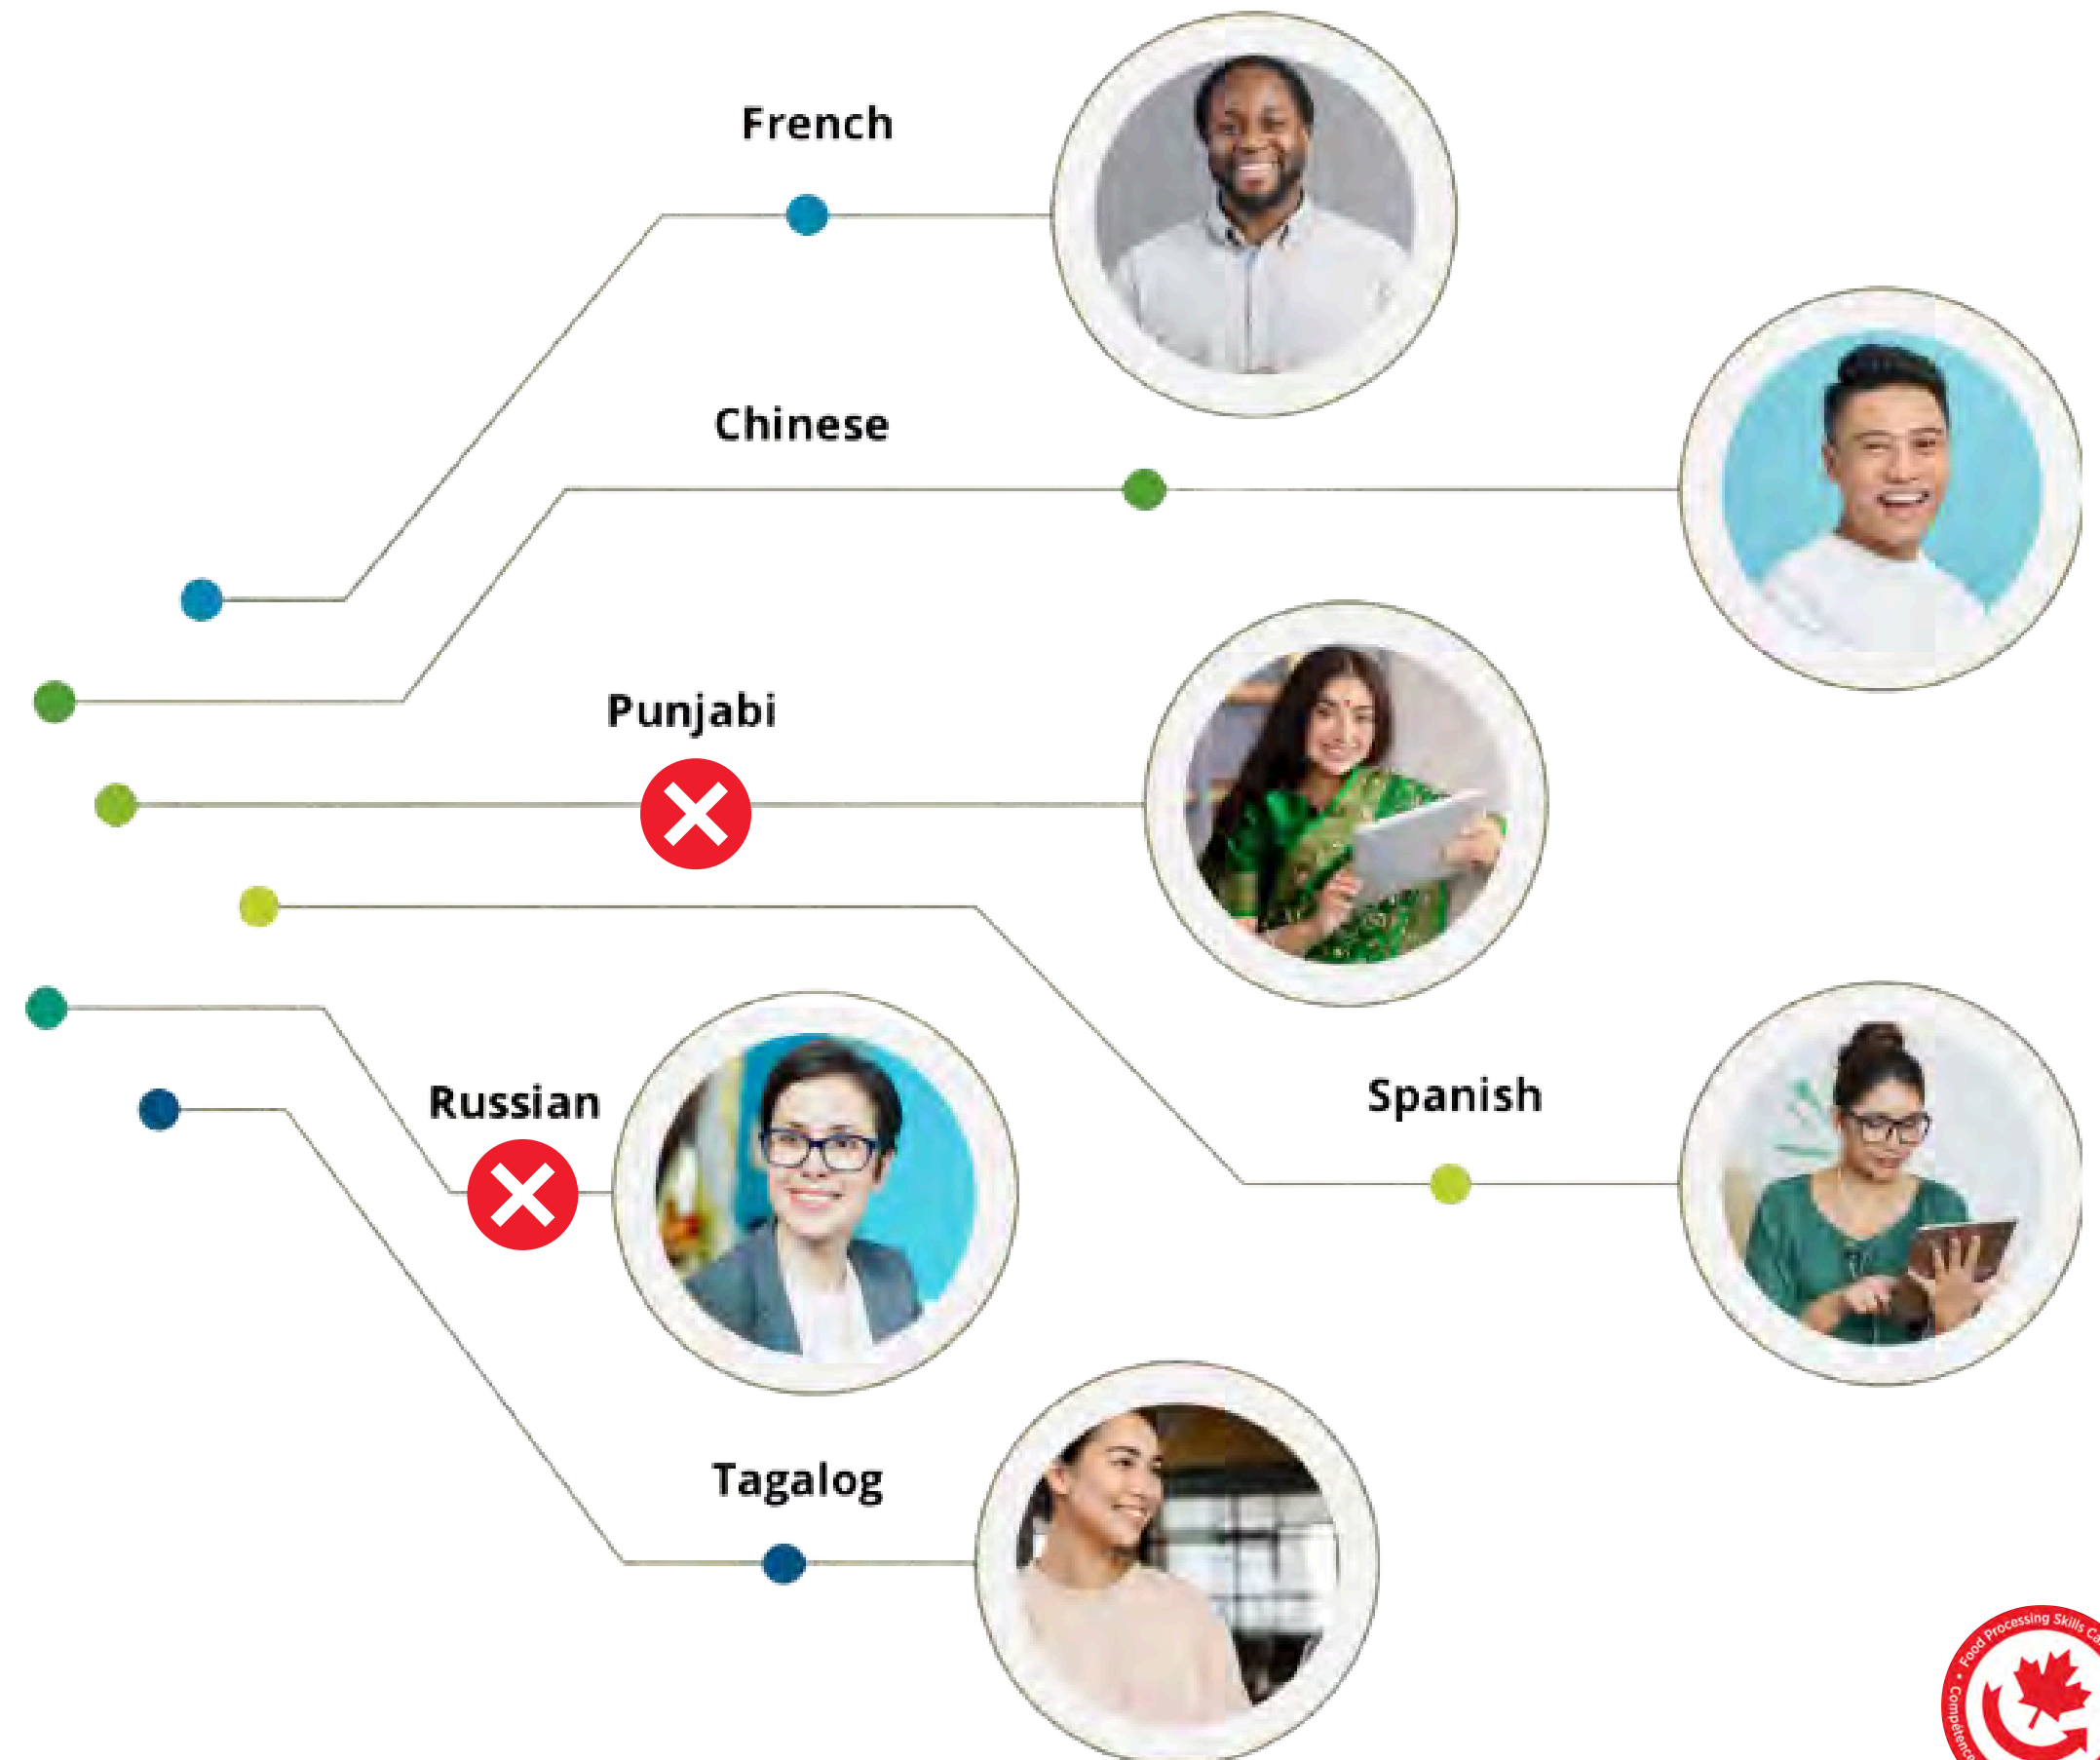 French
Chinese
Punjabi
Russian
Spanish
Tagalog
Food Processing Skills